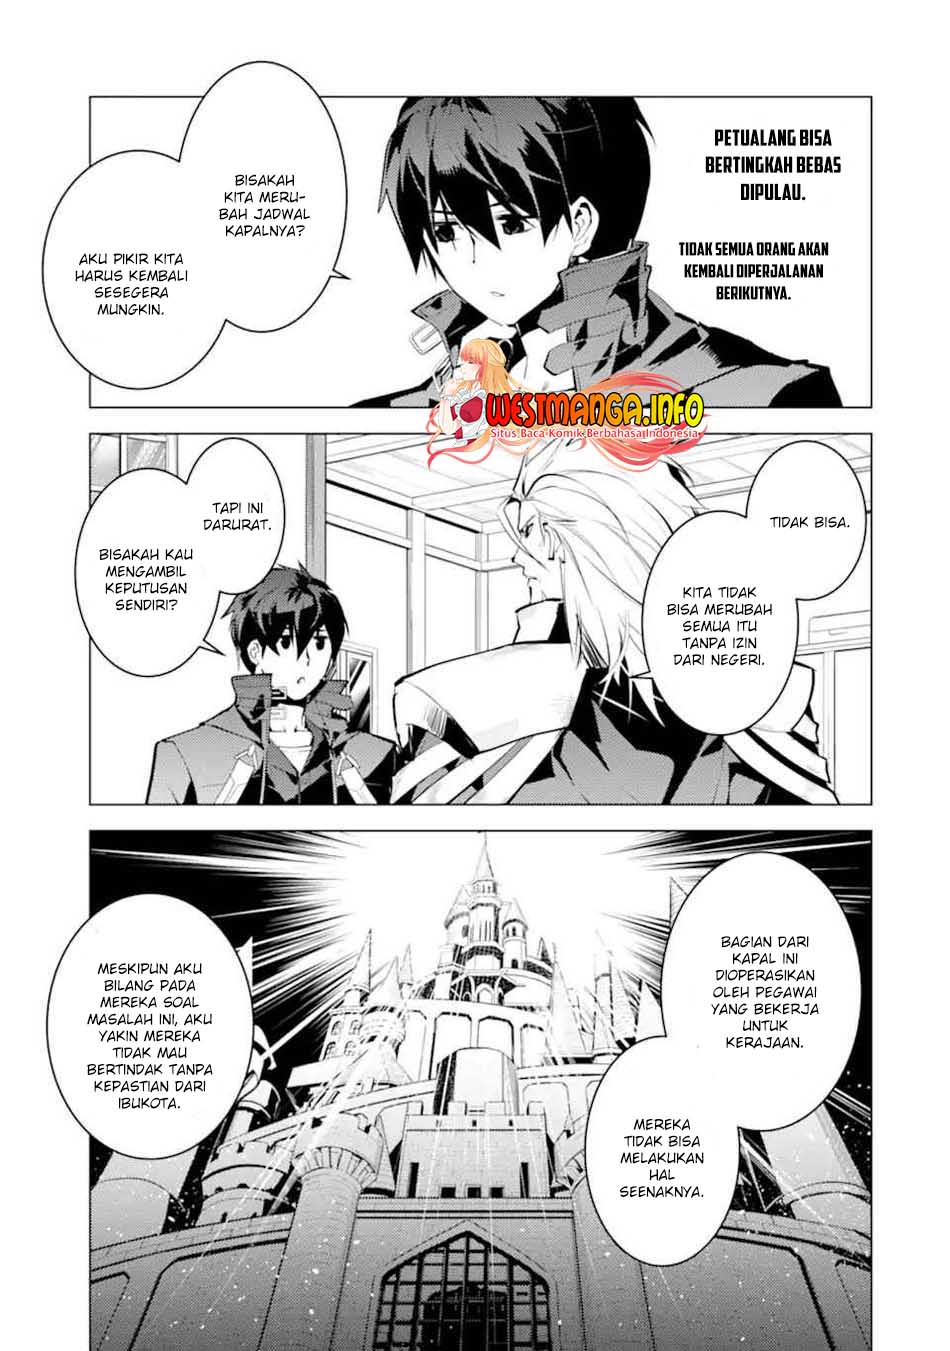 PETUALANG BISA
BERTINGKAH BEBAS
DIPULAU.
TIDAK SEMUA ORANG AKAN
KEMBALI DIPERJALANAN
BERIKUTNYA.
BISAKAH
KITA MERU-
BAH JADWAL
KAPALNYA?
AKU PIKIR KITA
HARUS KEMBALI
SESEGERA
MUNGKIN.
WESTMANGA.INFO
Situs Baca Komik Berbahasa Indonesia
TIDAK BISA.
KITA TIDAK
BISA MERUBAH
SEMUA ITU
TANPA IZIN
DARI NEGERI.
TAPI INI
DARURAT.
BISAKAH KAU
MENGAMBIL
KEPUTUSAN
SENDIRI?
BAGIAN DARI
KAPAL INI
DIOPERASIKAN
OLEH PEGAWAI
YANG BEKERJA
UNTUK
KERAJAAN.
MEREKA
TIDAK BISA
MELAKUKAN
HAL
SEENAKNYA.
MESKIPUN AKU
BILANG PADA
MEREKA SOAL
MASALAH INI, AKU
YAKIN MEREKA
TIDAK MAU
BERTINDAK TANPA
KEPASTIAN DARI
IBUKOTA.